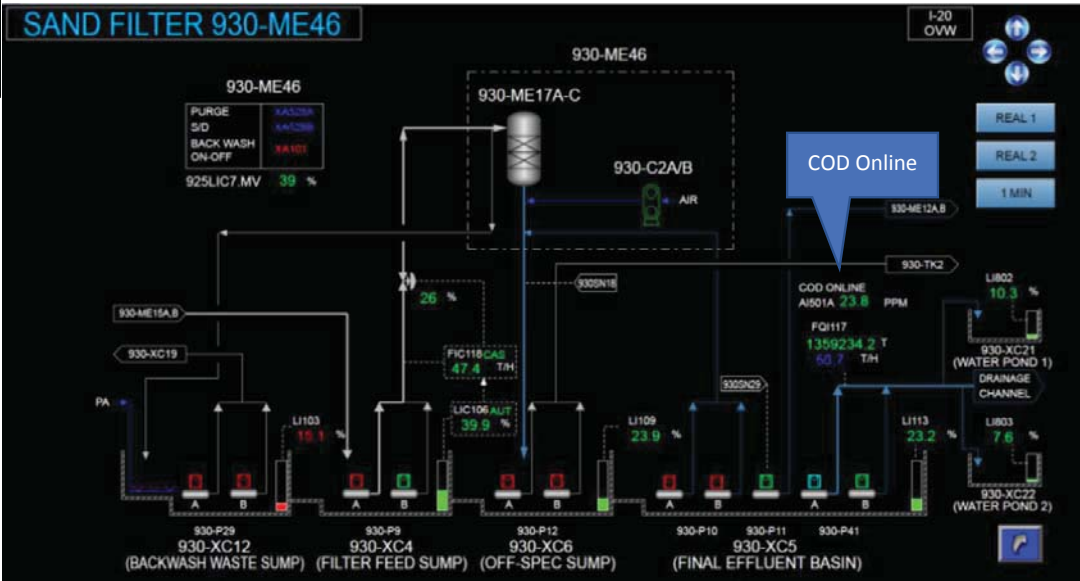 SAND FILTER 930-ME46
I-20
OVW
930-ME46
930-ME46
930-ME17A-C
PURGE XA528A
S/D XA528B
BACK WASH
ON-OFF XA101
925LIC7.MV 39 %
930-C2A/B
AIR
COD Online
REAL 1
REAL 2
1 MIN
930-ME12A,B
930-TK2
26 %
930SN18
COD ONLINE
AI501A 23.8 PPM
FQI117
1359234.2 T
60.7 T/H
LI802
10.3 %
930-XC21
(WATER POND 1)
930-ME15A,B
930-XC19
FIC118 CAS
47.4 T/H
930SN29
DRAINAGE
CHANNEL
PA
LI103
15.1 %
LIC106 AUT
39.9 %
LI109
23.9 %
LI113
23.2 %
LI803
7.6 %
A B A B A B A B A B
930-XC22
(WATER POND 2)
930-P29 930-P9 930-P12 930-P10 930-P11 930-P41
930-XC12 930-XC4 930-XC6 930-XC5
(BACKWASH WASTE SUMP) (FILTER FEED SUMP) (OFF-SPEC SUMP) (FINAL EFFLUENT BASIN)